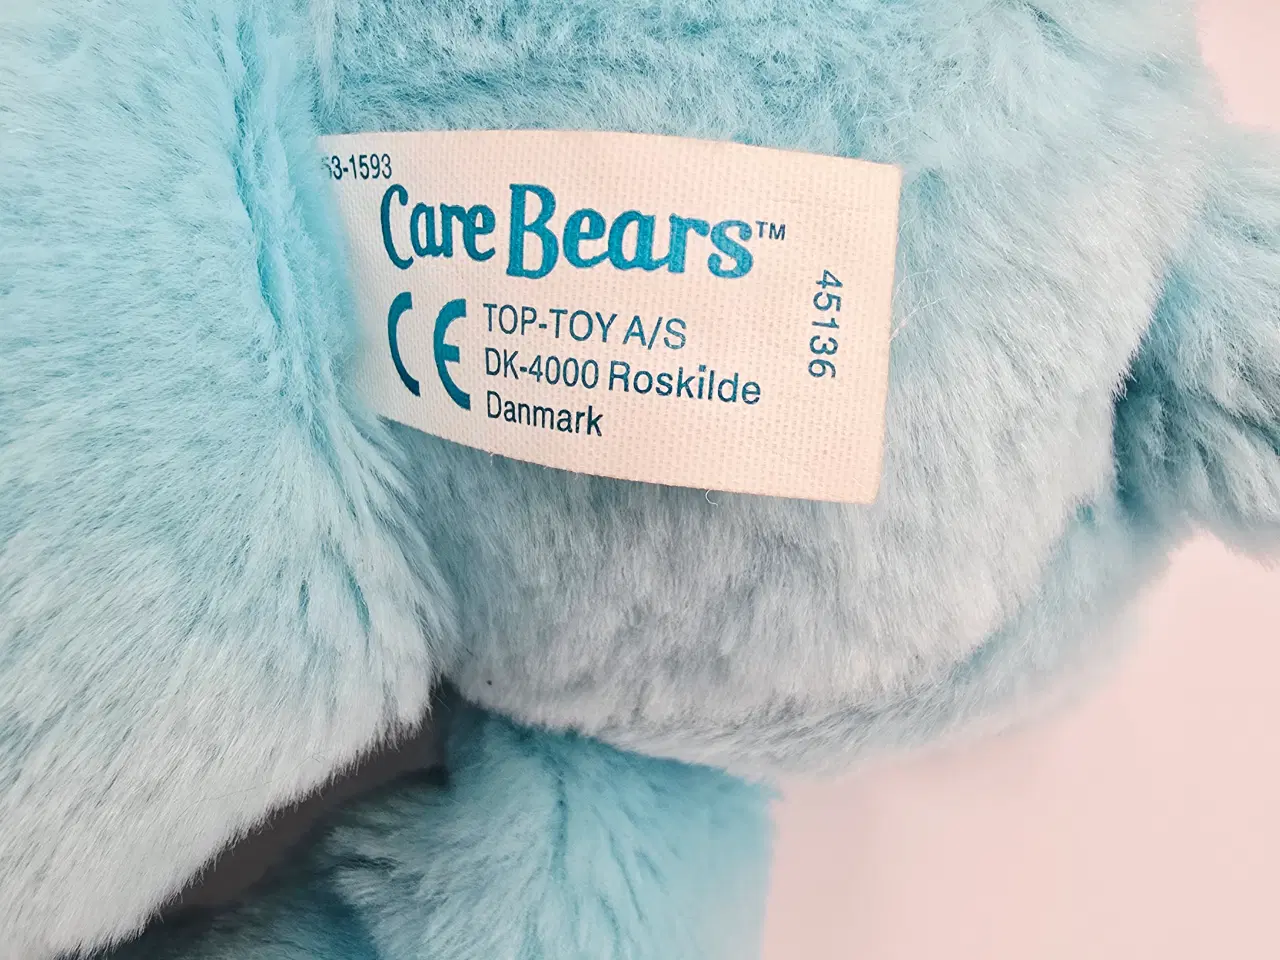 53-1593
Care Bears™
CE
TOP-TOY A/S
DK-4000 Roskilde
Danmark
45136